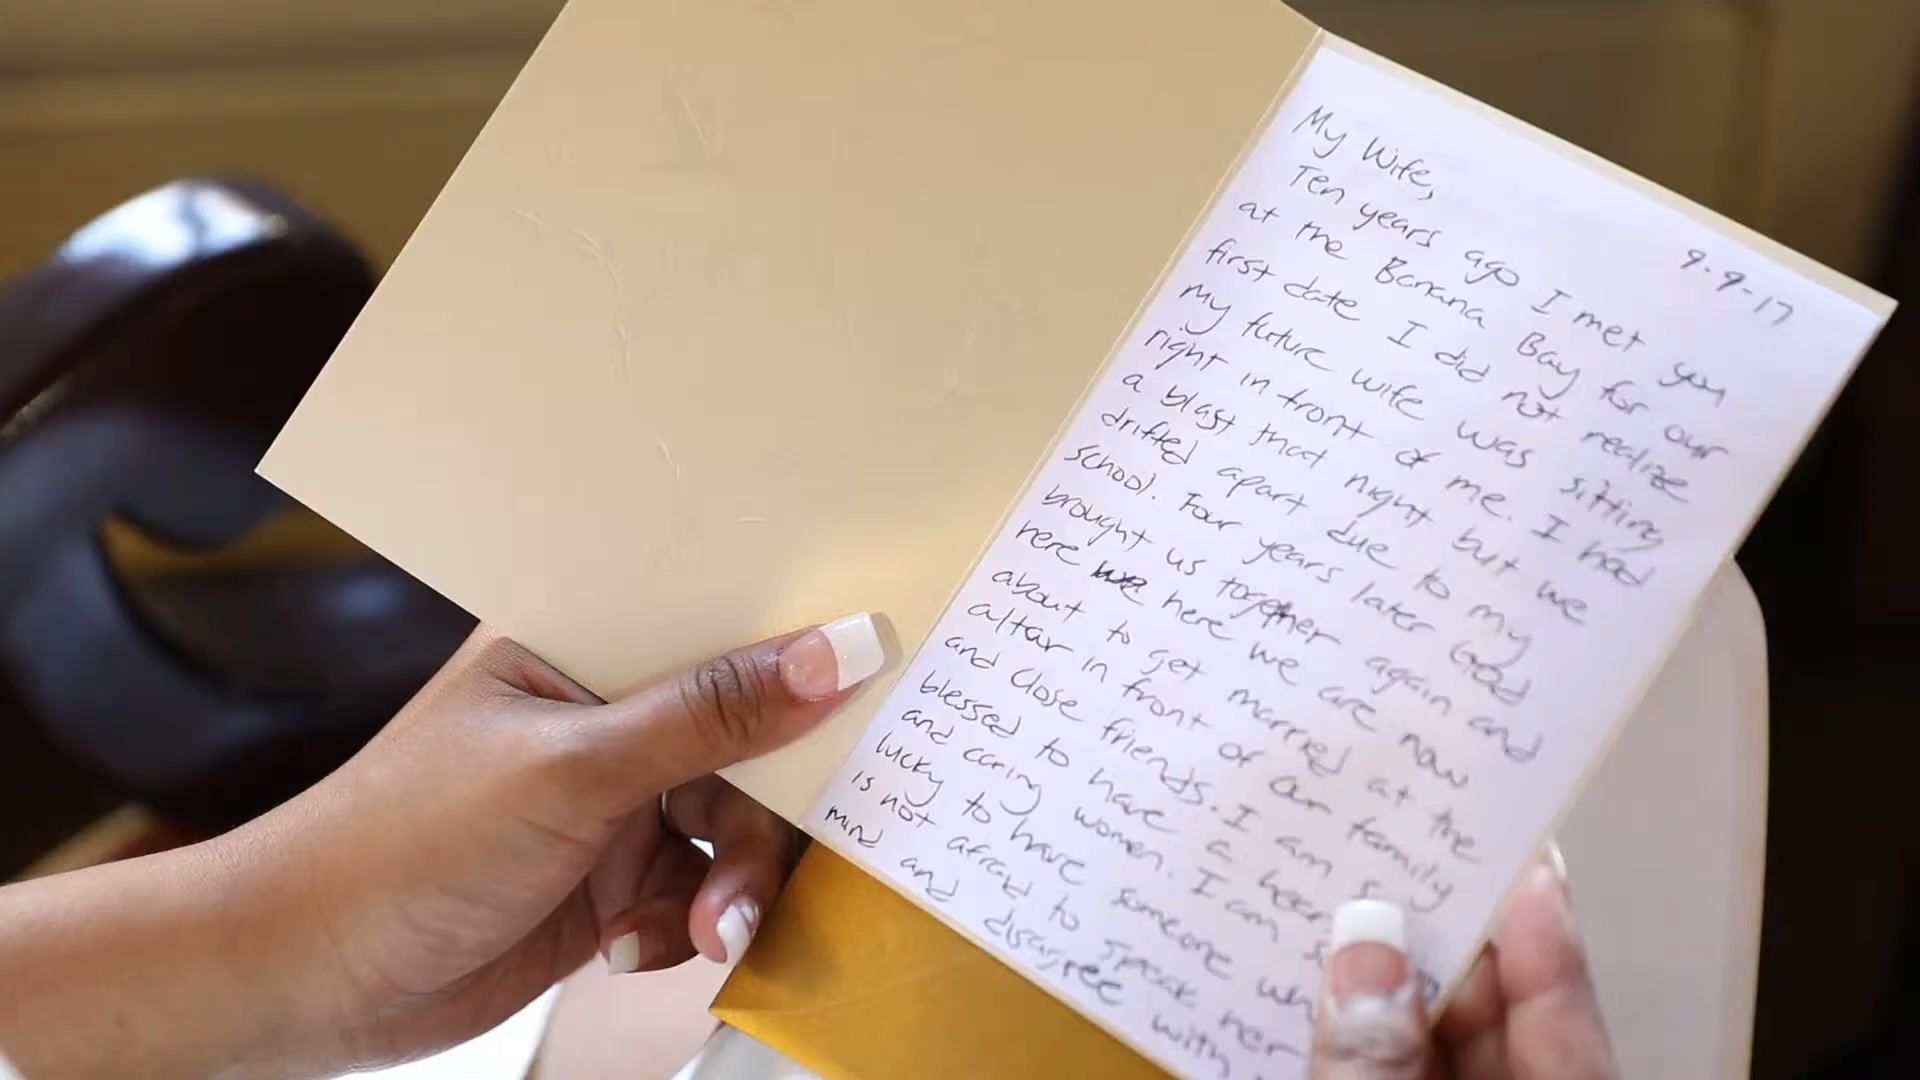 9-9-17
My Wife,
Ten years ago I met you
at the Banana Bay for our
first date I did not realize
my future wife was sitting
right in front of me. I had
a blast that night but we
drifted apart due to my
school. Four years later God
brought us together again and
here here we are now
about to get married at the
altar in front of our family
and close friends. I am
blessed to have a
and caring women. I am
lucky to have someone
is not afraid to speak her
mind and disagree with